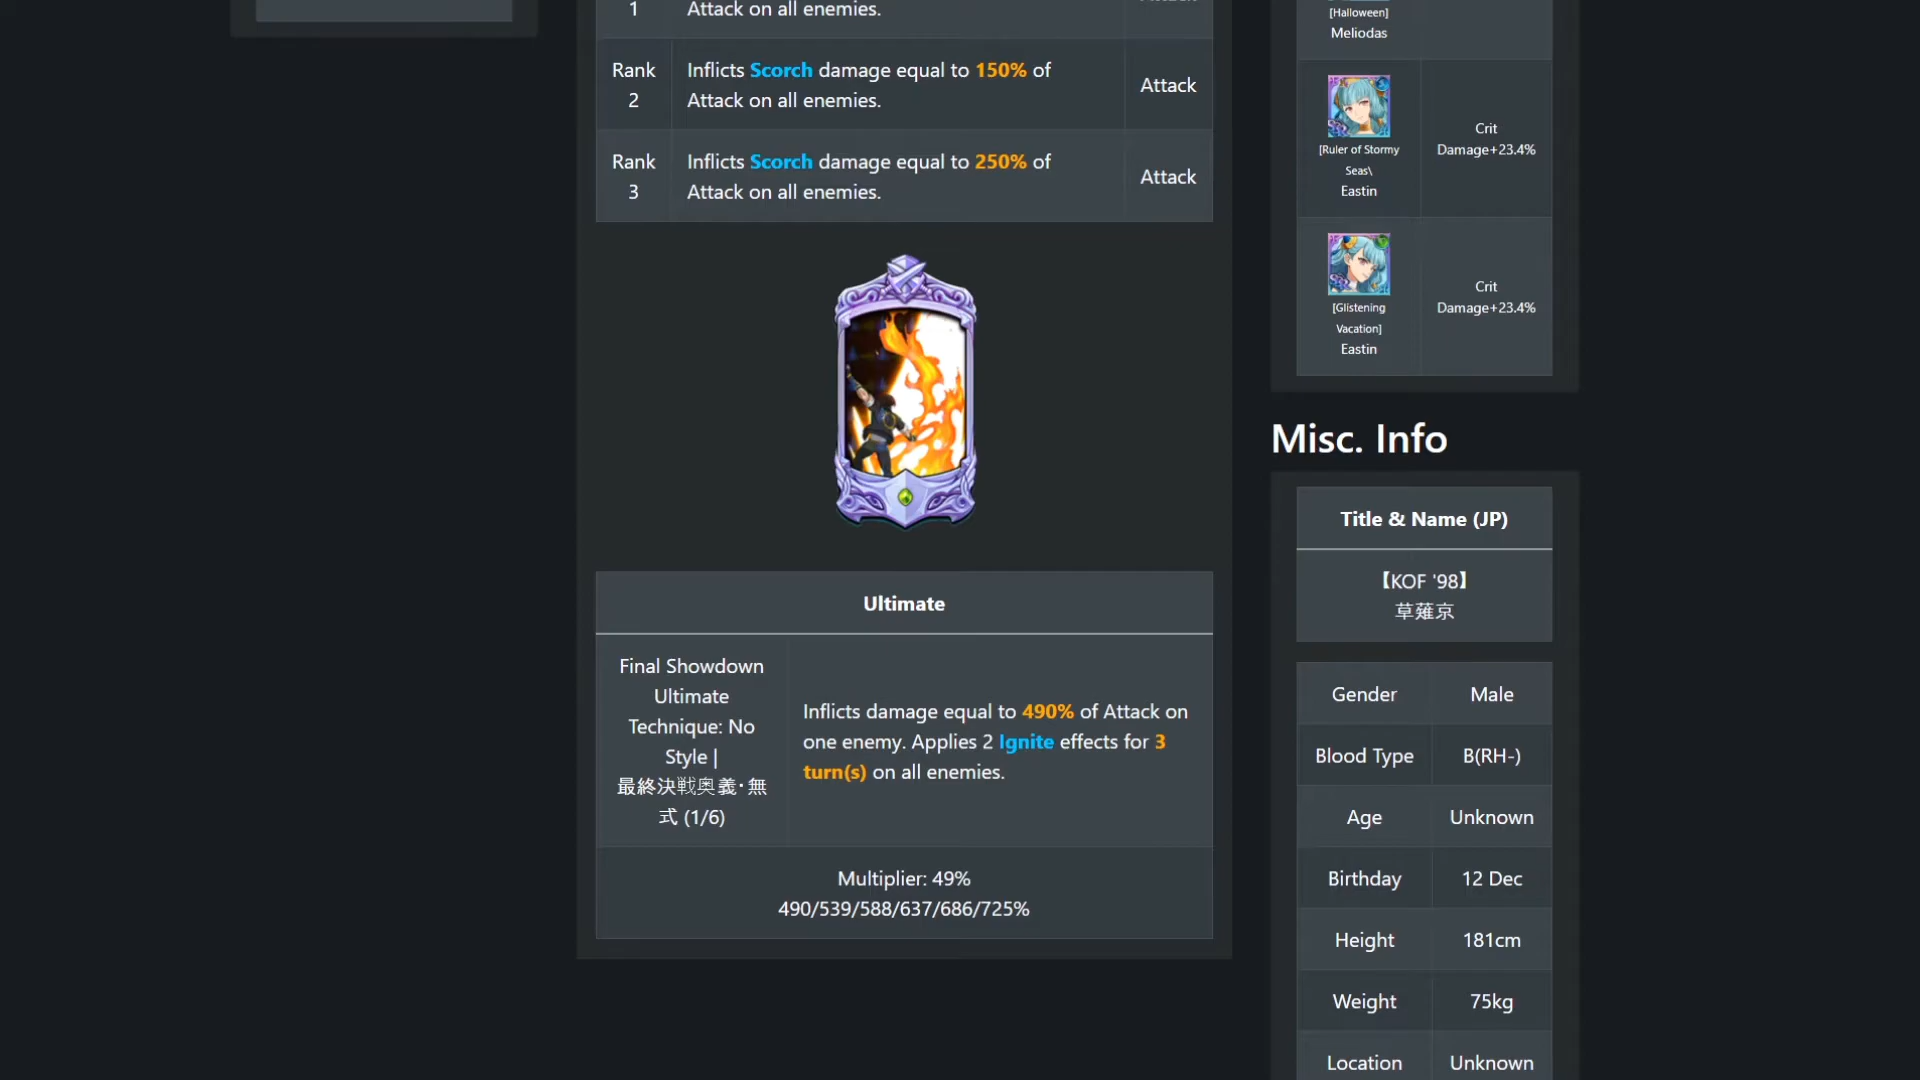 1
Attack on all enemies.
Attack
Rank
2
Inflicts Scorch damage equal to 150% of
Attack on all enemies.
Attack
Rank
3
Inflicts Scorch damage equal to 250% of
Attack on all enemies.
Attack
Ultimate
Final Showdown
Ultimate
Technique: No
Style |
最終決戦奥義･無
式 (1/6)
Inflicts damage equal to 490% of Attack on
one enemy. Applies 2 Ignite effects for 3
turn(s) on all enemies.
Multiplier: 49%
490/539/588/637/686/725%
[Halloween]
Meliodas
[Ruler of Stormy
Seas\
Eastin
Crit
Damage+23.4%
[Glistening
Vacation]
Eastin
Crit
Damage+23.4%
Misc. Info
Title & Name (JP)
【KOF '98】
草薙京
Gender
Male
Blood Type
B(RH-)
Age
Unknown
Birthday
12 Dec
Height
181cm
Weight
75kg
Location
Unknown